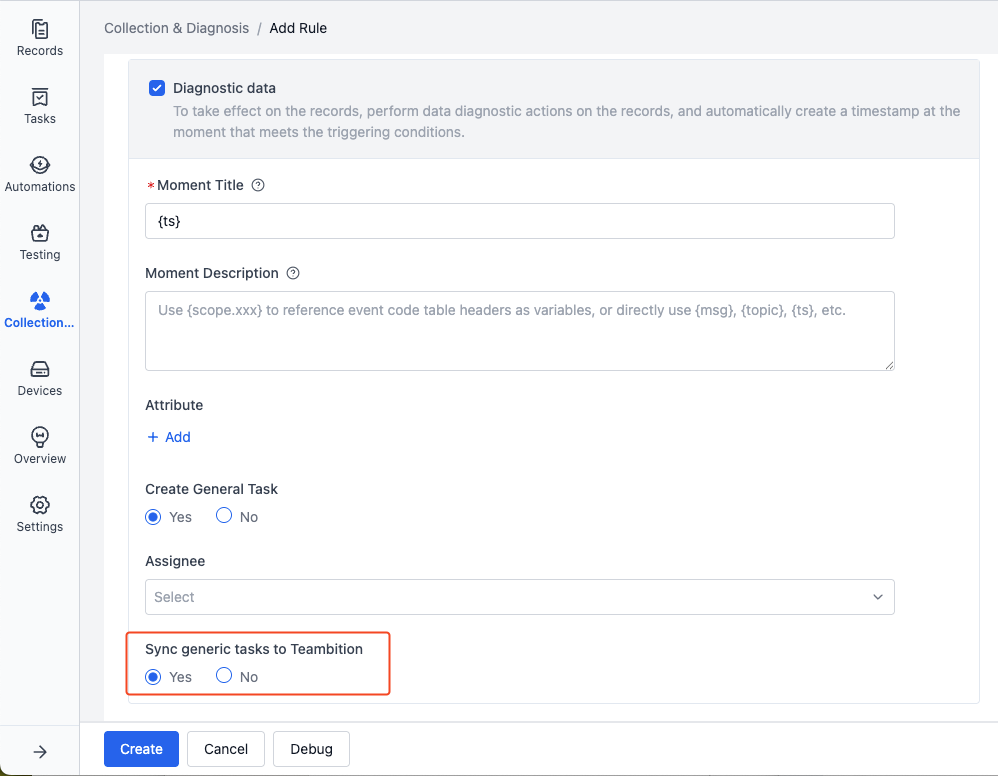 Records
Tasks
Automations
Testing
Collection...
Devices
Overview
Settings
Collection & Diagnosis / Add Rule
Diagnostic data
To take effect on the records, perform data diagnostic actions on the records, and automatically create a timestamp at the
moment that meets the triggering conditions.
* Moment Title
{ts}
Moment Description
Use {scope.xxx} to reference event code table headers as variables, or directly use {msg}, {topic}, {ts}, etc.
Attribute
+ Add
Create General Task
Yes No
Assignee
Select
Sync generic tasks to Teambition
Yes No
Create Cancel Debug